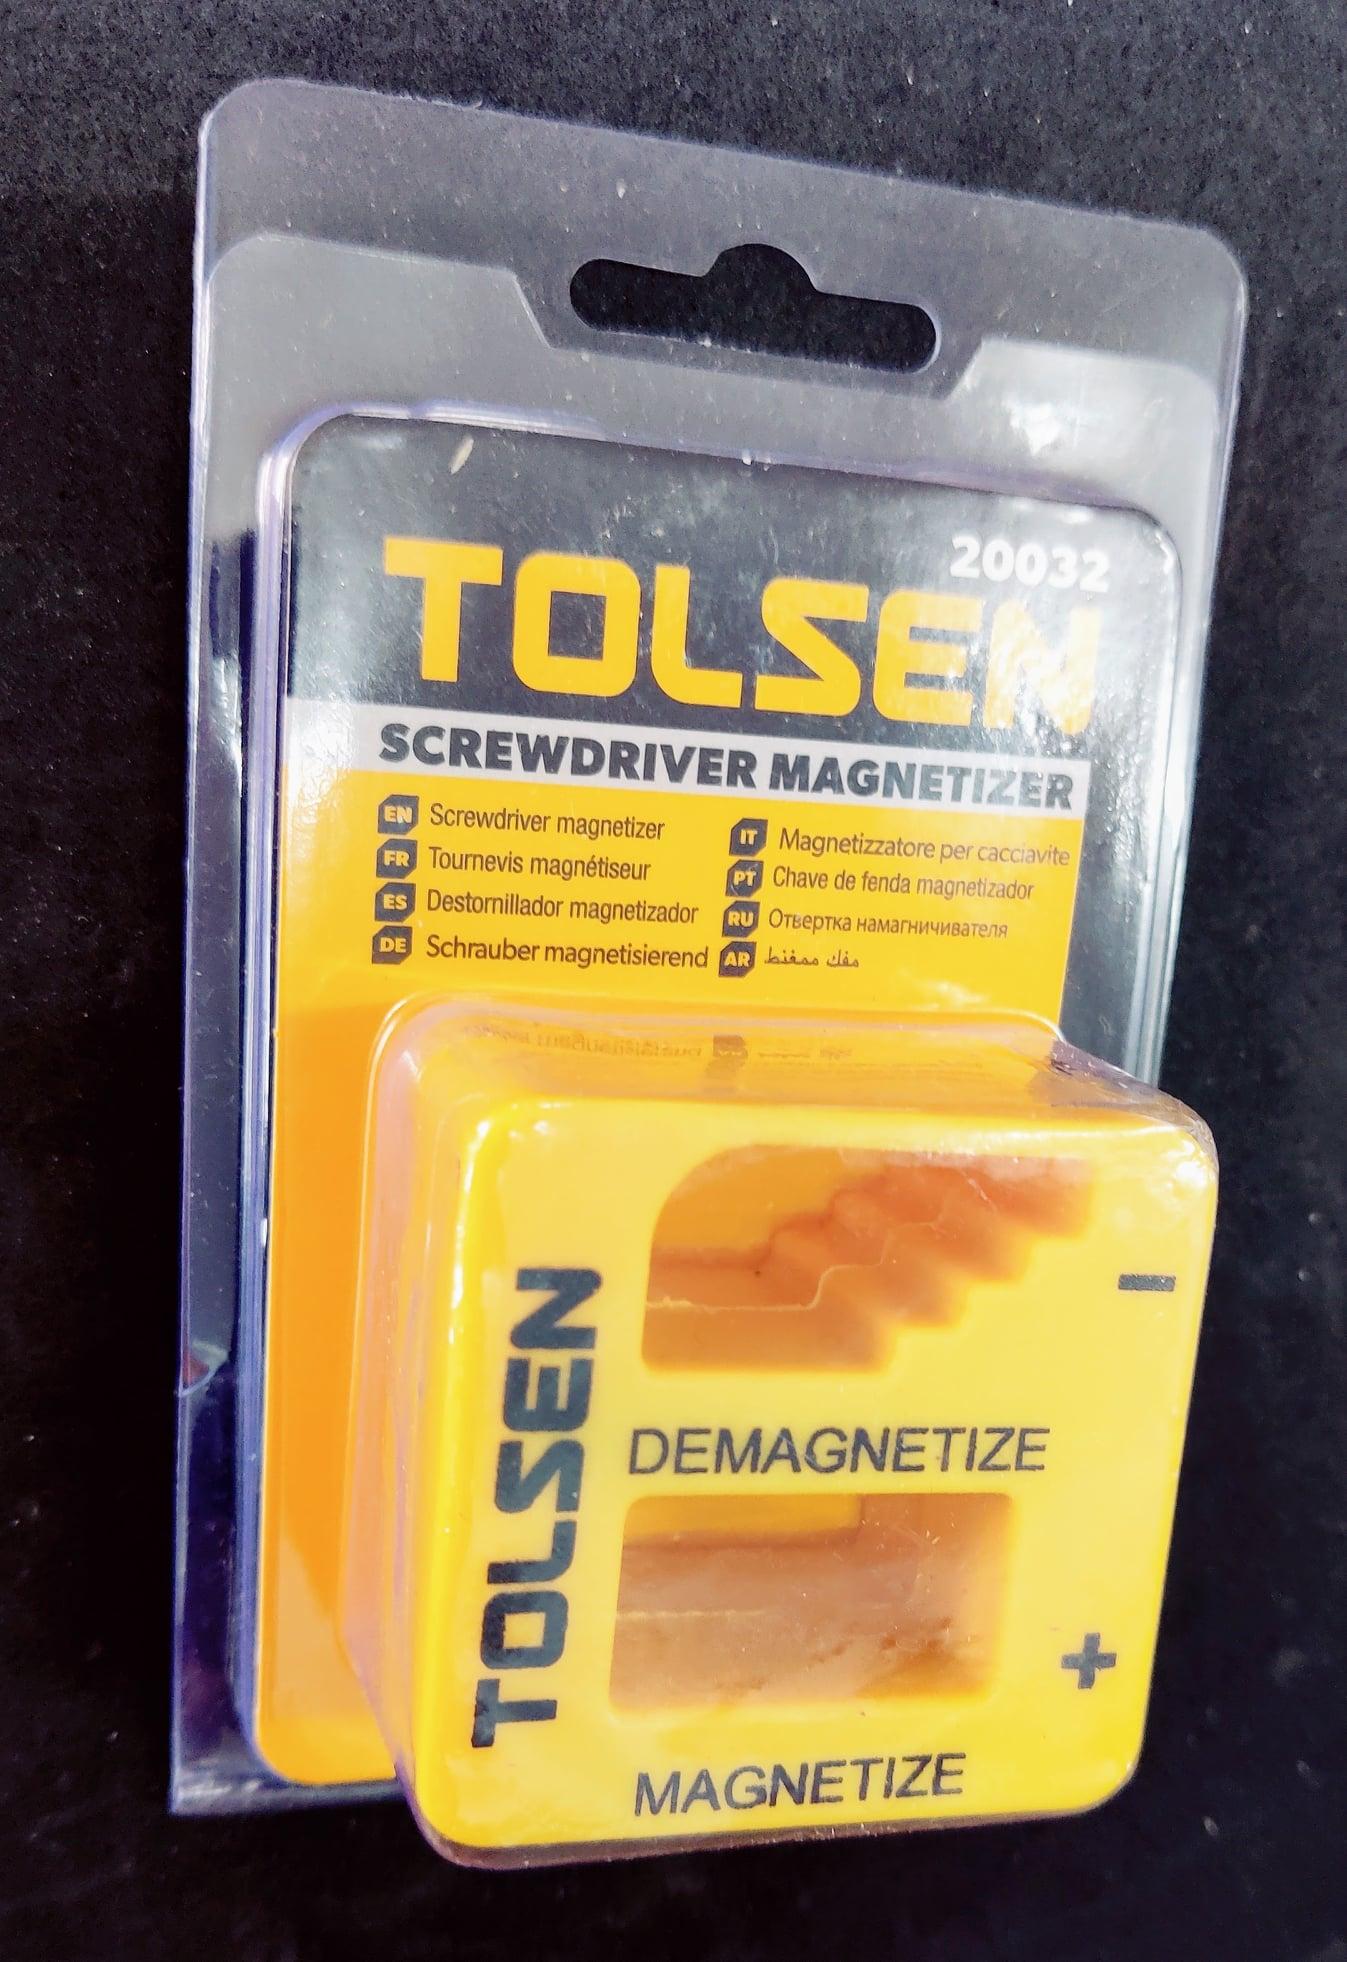 20032
TOLSEN
SCREWDRIVER MAGNETIZER
EN Screwdriver magnetizer
FR Tournevis magnétiseur
ES Destornillador magnetizador
DE Schrauber magnetisierend
IT Magnetizzatore per cacciavite
PT Chave de fenda magnetizador
RU Отвертка намагничивателя
AR مفك ممغنط
TOLSEN
−
DEMAGNETIZE
+
MAGNETIZE